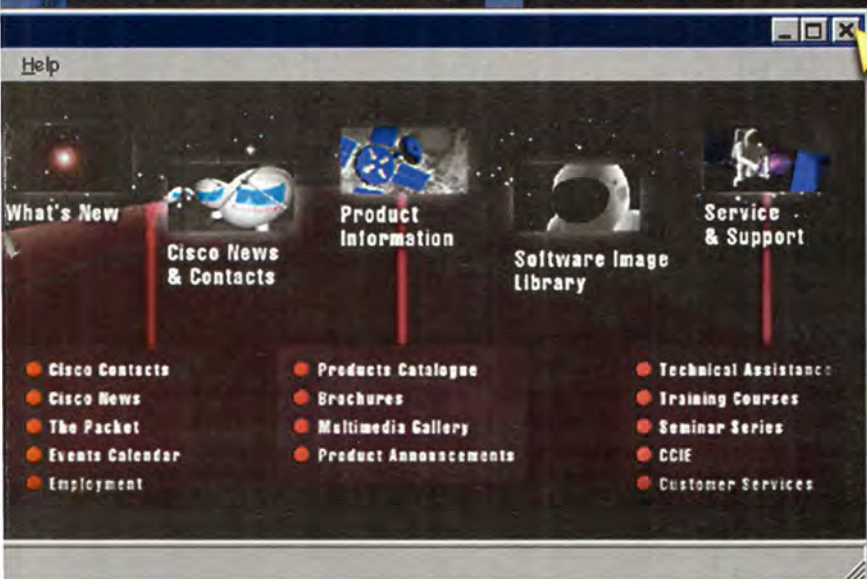 Help
What's New
Cisco News
& Contacts
Product
Information
Software Image
Library
Service
& Support
Cisco Contacts
Cisco News
The Packet
Events Calendar
Employment
Products Catalogue
Brochures
Multimedia Gallery
Product Announcements
Technical Assistance
Training Courses
Seminar Series
CCIE
Customer Services